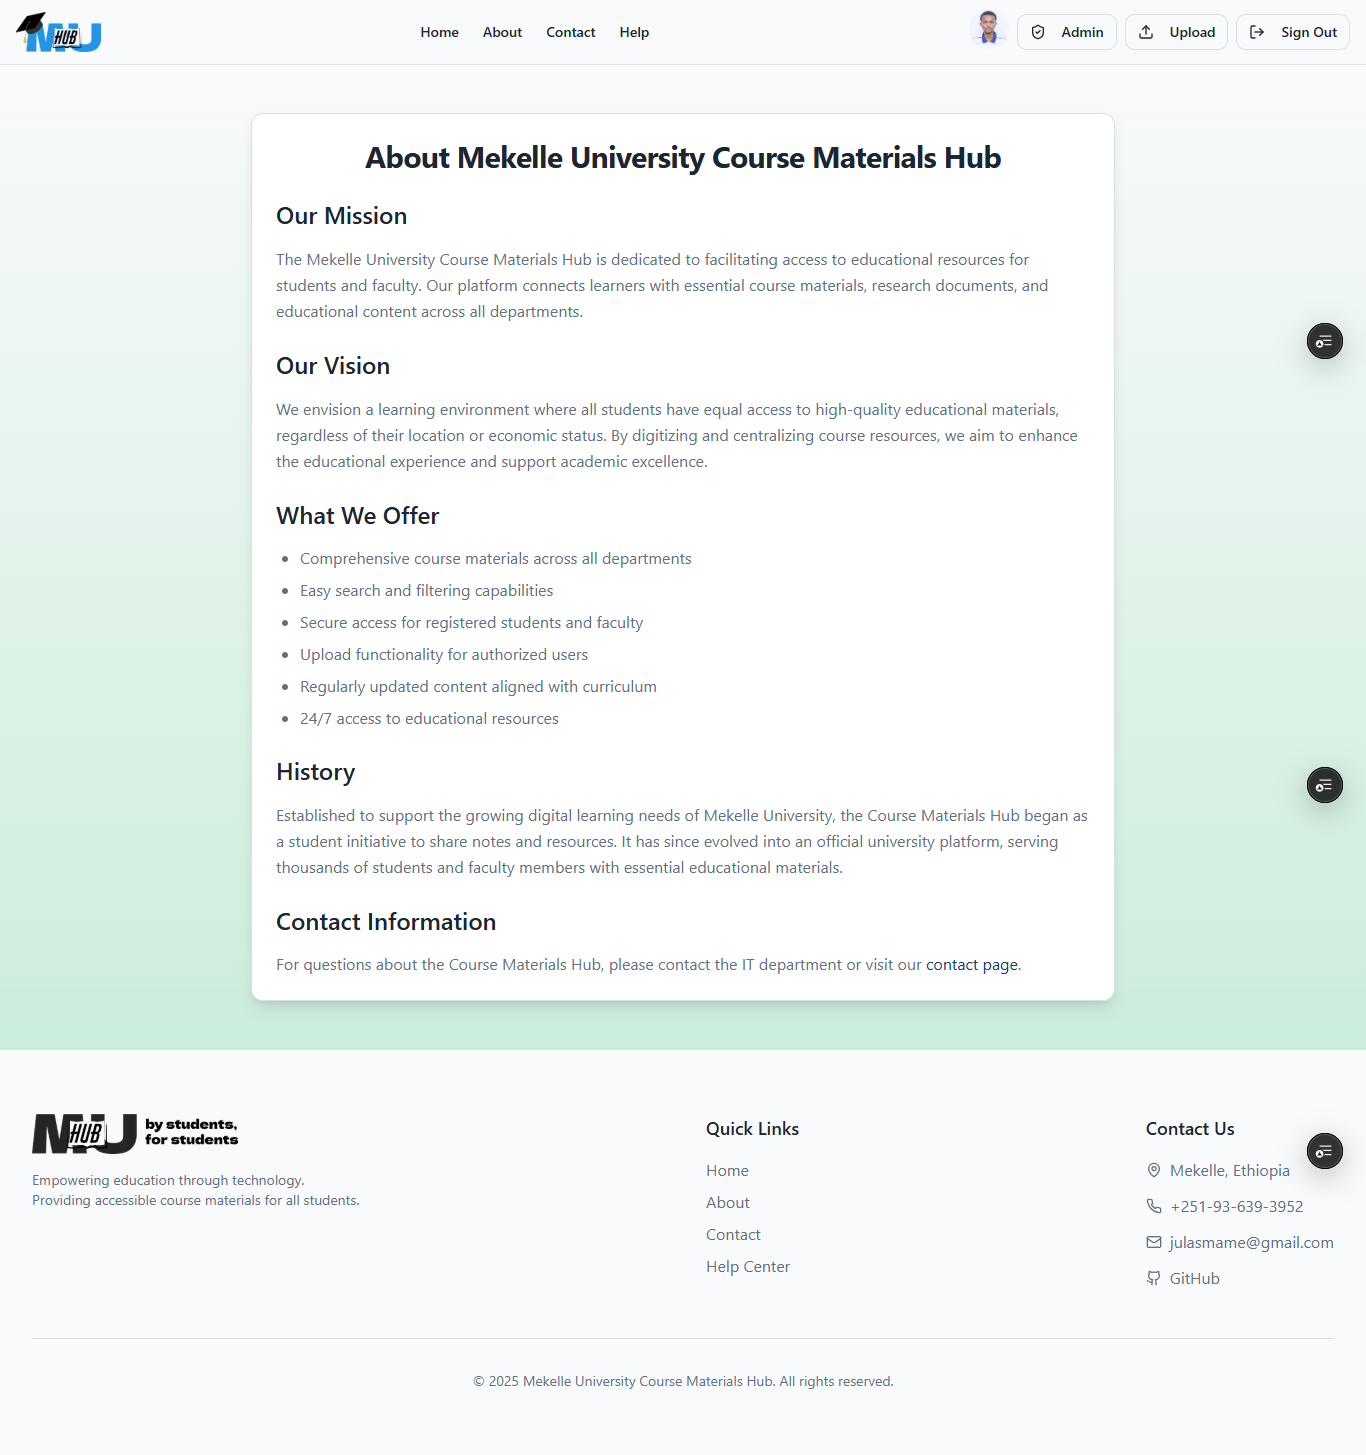 MU HUB
Home About Contact Help
Admin Upload Sign Out
About Mekelle University Course Materials Hub
Our Mission
The Mekelle University Course Materials Hub is dedicated to facilitating access to educational resources for
students and faculty. Our platform connects learners with essential course materials, research documents, and
educational content across all departments.
Our Vision
We envision a learning environment where all students have equal access to high-quality educational materials,
regardless of their location or economic status. By digitizing and centralizing course resources, we aim to enhance
the educational experience and support academic excellence.
What We Offer
• Comprehensive course materials across all departments
• Easy search and filtering capabilities
• Secure access for registered students and faculty
• Upload functionality for authorized users
• Regularly updated content aligned with curriculum
• 24/7 access to educational resources
History
Established to support the growing digital learning needs of Mekelle University, the Course Materials Hub began as
a student initiative to share notes and resources. It has since evolved into an official university platform, serving
thousands of students and faculty members with essential educational materials.
Contact Information
For questions about the Course Materials Hub, please contact the IT department or visit our contact page.
MU HUB
by students,
for students
Empowering education through technology.
Providing accessible course materials for all students.
Quick Links
Home
About
Contact
Help Center
Contact Us
Mekelle, Ethiopia
+251-93-639-3952
julasmame@gmail.com
GitHub
© 2025 Mekelle University Course Materials Hub. All rights reserved.